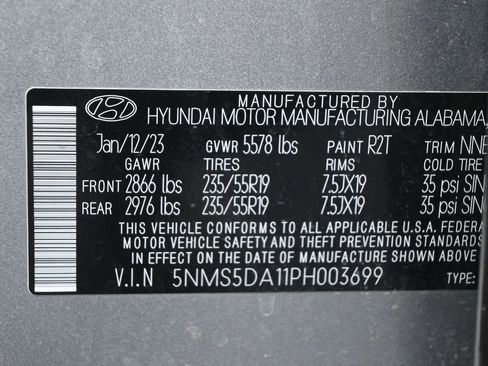 MANUFACTURED BY
HYUNDAI MOTOR MANUFACTURING ALABAMA,
Jan/12/23 GVWR 5578 lbs PAINT R2T TRIM NNB
GAWR TIRES RIMS COLD TIRE
FRONT 2866 lbs 235/55R19 7.5JX19 35 psi SIN
REAR 2976 lbs 235/55R19 7.5JX19 35 psi SIN
THIS VEHICLE CONFORMS TO ALL APPLICABLE U.S.A. FEDERA
MOTOR VEHICLE SAFETY AND THEFT PREVENTION STANDARDS
IN EFFECT ON THE DATE OF MANUFACTURE SHOWN ABOVE.
V.I.N 5NMS5DA11PH003699 TYPE: